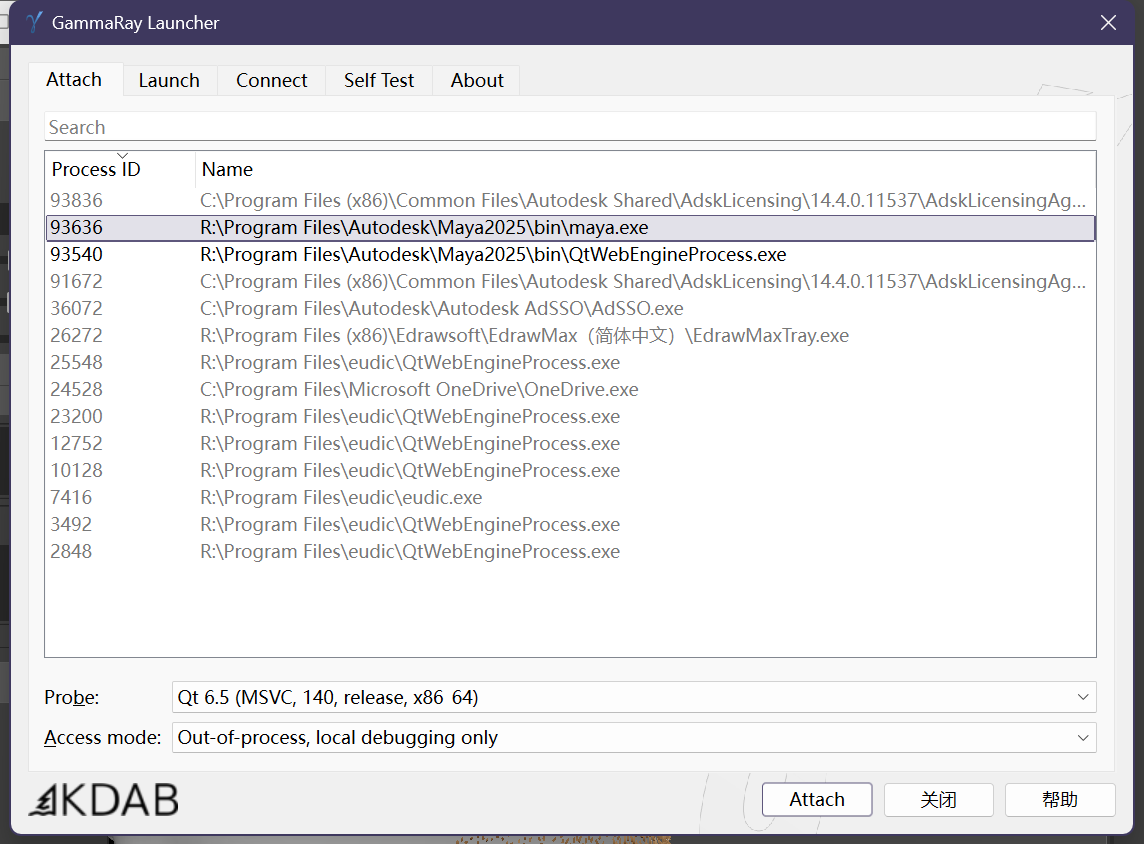 GammaRay Launcher
Attach Launch Connect Self Test About
Search
Process ID Name
93836 C:\Program Files (x86)\Common Files\Autodesk Shared\AdskLicensing\14.4.0.11537\AdskLicensingAg...
93636 R:\Program Files\Autodesk\Maya2025\bin\maya.exe
93540 R:\Program Files\Autodesk\Maya2025\bin\QtWebEngineProcess.exe
91672 C:\Program Files (x86)\Common Files\Autodesk Shared\AdskLicensing\14.4.0.11537\AdskLicensingAg...
36072 C:\Program Files\Autodesk\Autodesk AdSSO\AdSSO.exe
26272 R:\Program Files (x86)\Edrawsoft\EdrawMax（简体中文）\EdrawMaxTray.exe
25548 R:\Program Files\eudic\QtWebEngineProcess.exe
24528 C:\Program Files\Microsoft OneDrive\OneDrive.exe
23200 R:\Program Files\eudic\QtWebEngineProcess.exe
12752 R:\Program Files\eudic\QtWebEngineProcess.exe
10128 R:\Program Files\eudic\QtWebEngineProcess.exe
7416 R:\Program Files\eudic\eudic.exe
3492 R:\Program Files\eudic\QtWebEngineProcess.exe
2848 R:\Program Files\eudic\QtWebEngineProcess.exe
Probe: Qt 6.5 (MSVC, 140, release, x86_64)
Access mode: Out-of-process, local debugging only
KDAB Attach 关闭 帮助